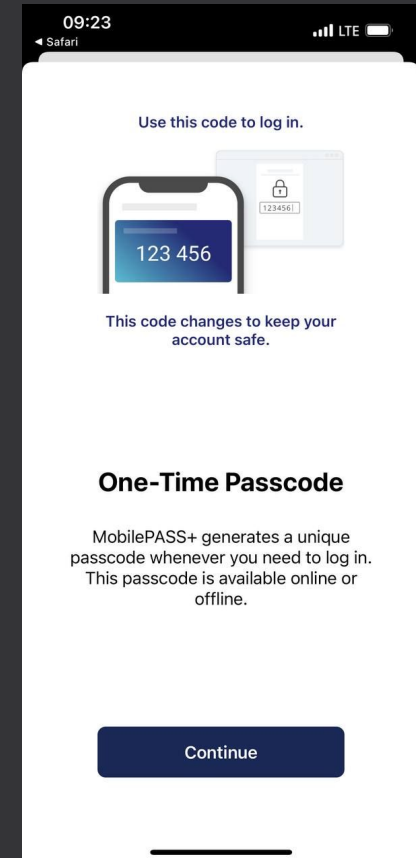 09:23
◀ Safari
LTE
Use this code to log in.
123456
123 456
This code changes to keep your
account safe.
One-Time Passcode
MobilePASS+ generates a unique
passcode whenever you need to log in.
This passcode is available online or
offline.
Continue